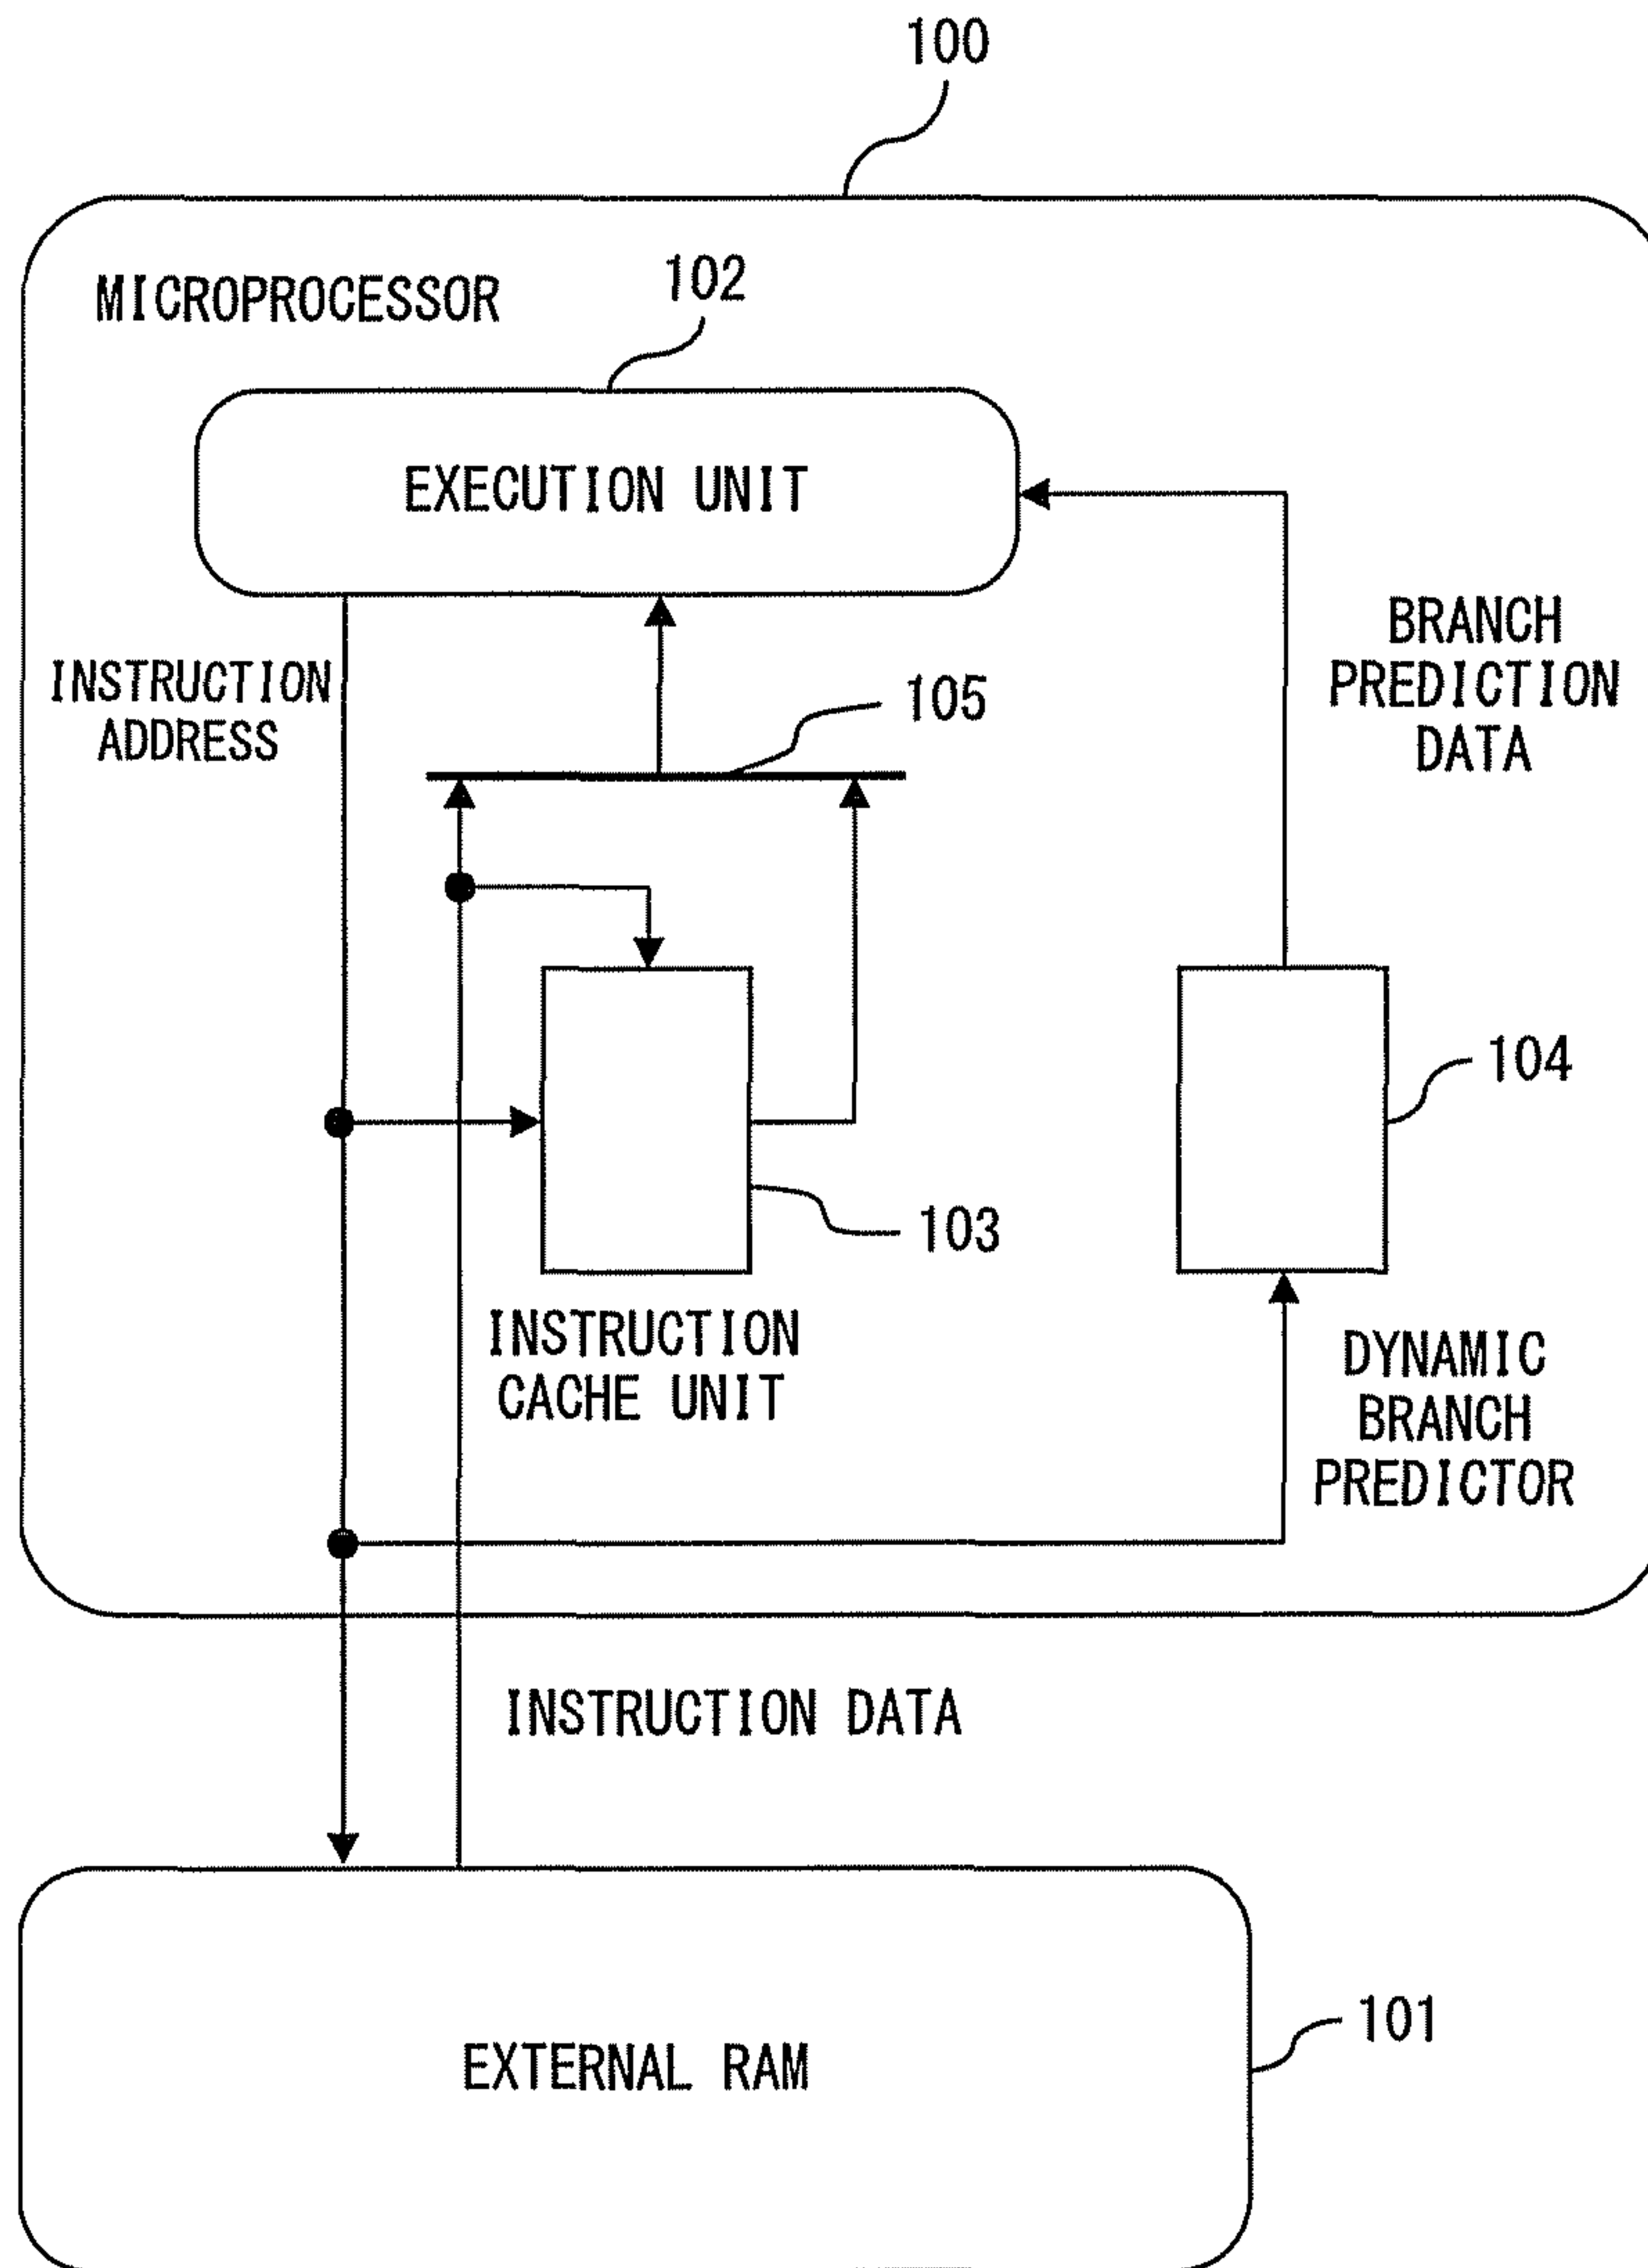 100
MICROPROCESSOR
102
EXECUTION UNIT
INSTRUCTION
ADDRESS
105
BRANCH
PREDICTION
DATA
104
103
INSTRUCTION
CACHE UNIT
DYNAMIC
BRANCH
PREDICTOR
INSTRUCTION DATA
101
EXTERNAL RAM